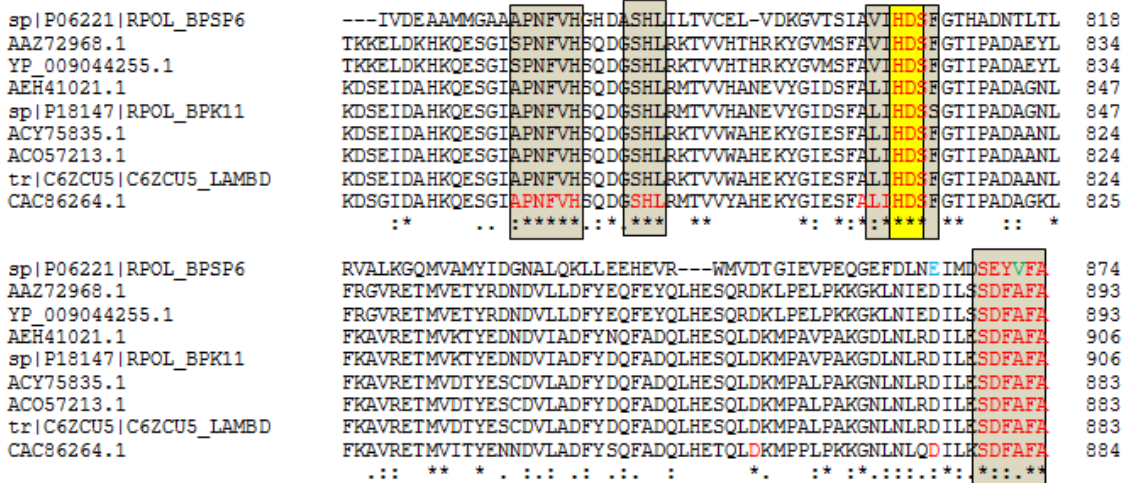 sp|P06221|RPOL_BPSP6 ---IVDEAAMMGAAAPNFVHGHDASHLILTVCEL-VDKGVTSIAVIHDSFGTHADNTLTL 818
AAZ72968.1 TKKELDKHKQESGISPNFVHSQDGSHLRKTVVHTHRKYGVMSFAVIHDSFGTIPADAEYL 834
YP_009044255.1 TKKELDKHKQESGISPNFVHSQDGSHLRKTVVHTHRKYGVMSFAVIHDSFGTIPADAEYL 834
AEH41021.1 KDSEIDAHKQESGIAPNFVHSQDGSHLRMTVVHANEVYGIDSFALIHDSFGTIPADAGNL 847
sp|P18147|RPOL_BPK11 KDSEIDAHKQESGIAPNFVHSQDGSHLRMTVVHANEVYGIESFALIHDSSGTIPADAGNL 847
ACY75835.1 KDSEIDAHKQESGIAPNFVHSQDGSHLRKTVVWAHEKYGIESFALIHDSFGTIPADAANL 824
ACO57213.1 KDSEIDAHKQESGIAPNFVHSQDGSHLRKTVVWAHEKYGIESFALIHDSFGTIPADAANL 824
tr|C6ZCU5|C6ZCU5_LAMBD KDSEIDAHKQESGIAPNFVHSQDGSHLRKTVVWAHEKYGIESFALIHDSFGTIPADAANL 824
CAC86264.1 KDSGIDAHKQESGIAPNFVHSQDGSHLRMTVVYAHEKYGIESFALIHDSFGTIPADAGKL 825
:* .. :*****.:*.*** ** *: *:*:**** ** :: *
sp|P06221|RPOL_BPSP6 RVALKGQMVAMYIDGNALQKLLEEHEVR---WMVDTGIEVPEQGEFDLNEIMDSEYVFA 874
AAZ72968.1 FRGVRETMVETYRDNDVLLDFYEQFEYQLHESQRDKLPELPKKGKLNIEDILSSDFAFA 893
YP_009044255.1 FRGVRETMVETYRDNDVLLDFYEQFEYQLHESQRDKLPELPKKGKLNIEDILSSDFAFA 893
AEH41021.1 FKAVRETMVKTYEDNDVIADFYNQFADQLHESQLDKMPAVPAKGDLNLRDILESDFAFA 906
sp|P18147|RPOL_BPK11 FKAVRETMVKTYEDNDVIADFYDQFADQLHESQLDKMPAVPAKGDLNLRDILESDFAFA 906
ACY75835.1 FKAVRETMVDTYESCDVLADFYDQFADQLHESQLDKMPALPAKGNLNLRDILESDFAFA 883
ACO57213.1 FKAVRETMVDTYESCDVLADFYDQFADQLHESQLDKMPALPAKGNLNLRDILESDFAFA 883
tr|C6ZCU5|C6ZCU5_LAMBD FKAVRETMVDTYESCDVLADFYDQFADQLHESQLDKMPALPAKGNLNLRDILESDFAFA 883
CAC86264.1 FKAVRETMVITYENNDVLADFYSQFADQLHETQLDKMPPLPKKGNLNLQDILKSDFAFA 884
.:: ** * . :.: .: .:. : *. :* :*.:::.:*:.*::.**